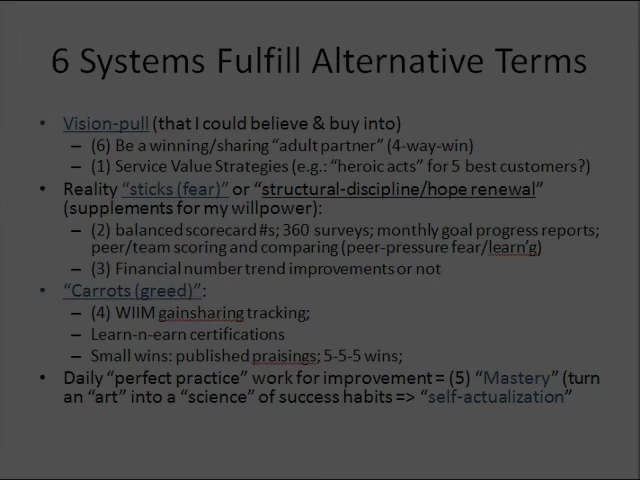 6 Systems Fulfill Alternative Terms
• Vision-pull (that I could believe & buy into)
– (6) Be a winning/sharing “adult partner” (4-way-win)
– (1) Service Value Strategies (e.g.: “heroic acts” for 5 best customers?)
• Reality “sticks (fear)” or “structural-discipline/hope renewal”
(supplements for my willpower):
– (2) balanced scorecard #s; 360 surveys; monthly goal progress reports;
peer/team scoring and comparing (peer-pressure fear/learn’g)
– (3) Financial number trend improvements or not
• “Carrots (greed)”:
– (4) WIIM gainsharing tracking;
– Learn-n-earn certifications
– Small wins: published praisings; 5-5-5 wins;
• Daily “perfect practice” work for improvement = (5) “Mastery” (turn
an “art” into a “science” of success habits => “self-actualization”